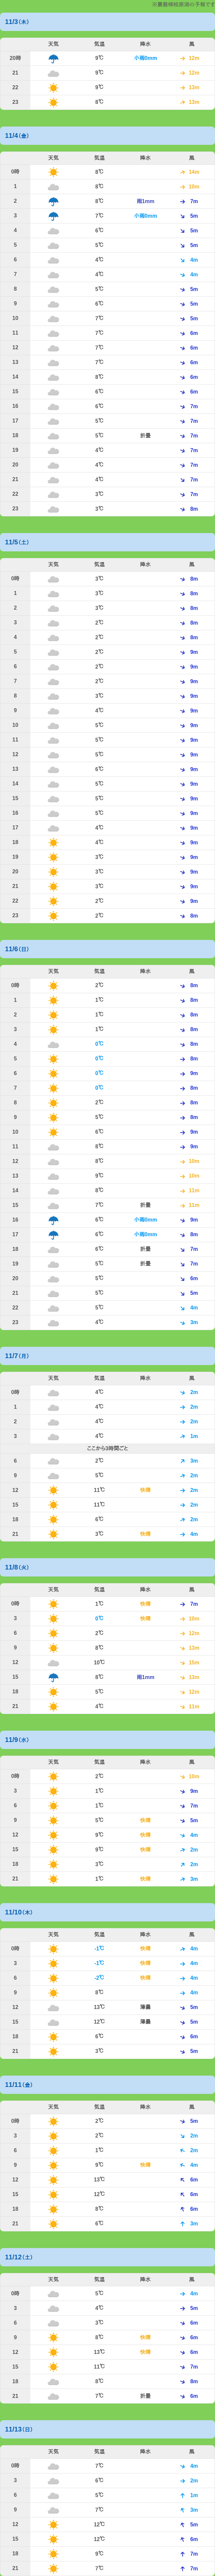 ※裏磐梯桧原湖の予報です
11/3(木)
天気 気温 降水 風
20時 9℃ 小雨0mm 12m
21 9℃ 12m
22 9℃ 13m
23 8℃ 13m
11/4(金)
天気 気温 降水 風
0時 8℃ 14m
1 8℃ 10m
2 8℃ 雨1mm 7m
3 7℃ 小雨0mm 5m
4 6℃ 5m
5 5℃ 5m
6 4℃ 4m
7 4℃ 4m
8 5℃ 5m
9 6℃ 5m
10 7℃ 5m
11 7℃ 6m
12 7℃ 6m
13 7℃ 6m
14 8℃ 6m
15 6℃ 6m
16 6℃ 7m
17 5℃ 7m
18 5℃ 折曇 7m
19 4℃ 7m
20 4℃ 7m
21 4℃ 7m
22 3℃ 7m
23 3℃ 8m
11/5(土)
天気 気温 降水 風
0時 3℃ 8m
1 3℃ 8m
2 3℃ 8m
3 2℃ 8m
4 2℃ 8m
5 2℃ 9m
6 2℃ 9m
7 2℃ 9m
8 3℃ 9m
9 4℃ 9m
10 5℃ 9m
11 5℃ 9m
12 5℃ 9m
13 6℃ 9m
14 5℃ 9m
15 5℃ 9m
16 5℃ 9m
17 4℃ 9m
18 4℃ 9m
19 3℃ 9m
20 3℃ 9m
21 3℃ 9m
22 2℃ 9m
23 2℃ 8m
11/6(日)
天気 気温 降水 風
0時 2℃ 8m
1 1℃ 8m
2 1℃ 8m
3 1℃ 8m
4 0℃ 8m
5 0℃ 8m
6 0℃ 9m
7 0℃ 8m
8 2℃ 8m
9 5℃ 8m
10 6℃ 9m
11 8℃ 9m
12 8℃ 10m
13 9℃ 10m
14 8℃ 11m
15 7℃ 折曇 11m
16 6℃ 小雨0mm 9m
17 6℃ 小雨0mm 8m
18 6℃ 折曇 7m
19 5℃ 折曇 7m
20 5℃ 6m
21 5℃ 5m
22 5℃ 4m
23 4℃ 3m
11/7(月)
天気 気温 降水 風
0時 4℃ 2m
1 4℃ 2m
2 4℃ 2m
3 4℃ 1m
ここから3時間ごと
6 2℃ 3m
9 5℃ 2m
12 11℃ 快晴 2m
15 11℃ 2m
18 6℃ 2m
21 3℃ 快晴 4m
11/8(火)
天気 気温 降水 風
0時 1℃ 快晴 7m
3 0℃ 快晴 10m
6 2℃ 12m
9 8℃ 13m
12 10℃ 15m
15 8℃ 雨1mm 13m
18 5℃ 12m
21 4℃ 11m
11/9(水)
天気 気温 降水 風
0時 2℃ 10m
3 1℃ 9m
6 1℃ 7m
9 5℃ 快晴 5m
12 9℃ 快晴 4m
15 9℃ 快晴 2m
18 3℃ 2m
21 1℃ 快晴 3m
11/10(木)
天気 気温 降水 風
0時 -1℃ 快晴 4m
3 -1℃ 快晴 4m
6 -2℃ 快晴 4m
9 8℃ 4m
12 13℃ 薄曇 5m
15 12℃ 薄曇 5m
18 6℃ 6m
21 3℃ 5m
11/11(金)
天気 気温 降水 風
0時 2℃ 5m
3 2℃ 2m
6 1℃ 2m
9 9℃ 快晴 4m
12 13℃ 6m
15 12℃ 6m
18 8℃ 6m
21 6℃ 3m
11/12(土)
天気 気温 降水 風
0時 5℃ 4m
3 4℃ 5m
6 3℃ 6m
9 8℃ 快晴 6m
12 13℃ 快晴 6m
15 11℃ 7m
18 8℃ 8m
21 7℃ 折曇 6m
11/13(日)
天気 気温 降水 風
0時 7℃ 4m
3 6℃ 2m
6 5℃ 1m
9 7℃ 3m
12 12℃ 5m
15 12℃ 6m
18 9℃ 7m
21 7℃ 7m